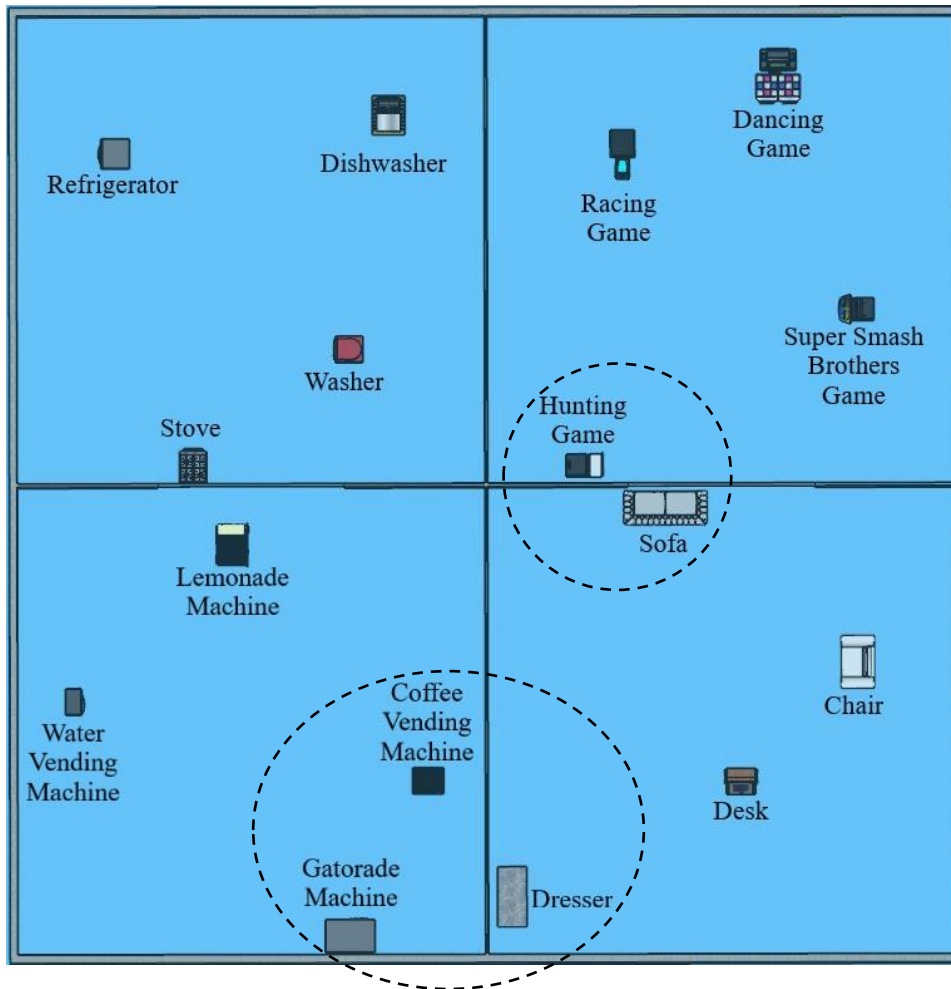 Refrigerator
Dishwasher
Washer
Stove
Dancing
Game
Racing
Game
Super Smash
Brothers
Game
Hunting
Game
Lemonade
Machine
Water
Vending
Machine
Coffee
Vending
Machine
Gatorade
Machine
Sofa
Chair
Desk
Dresser